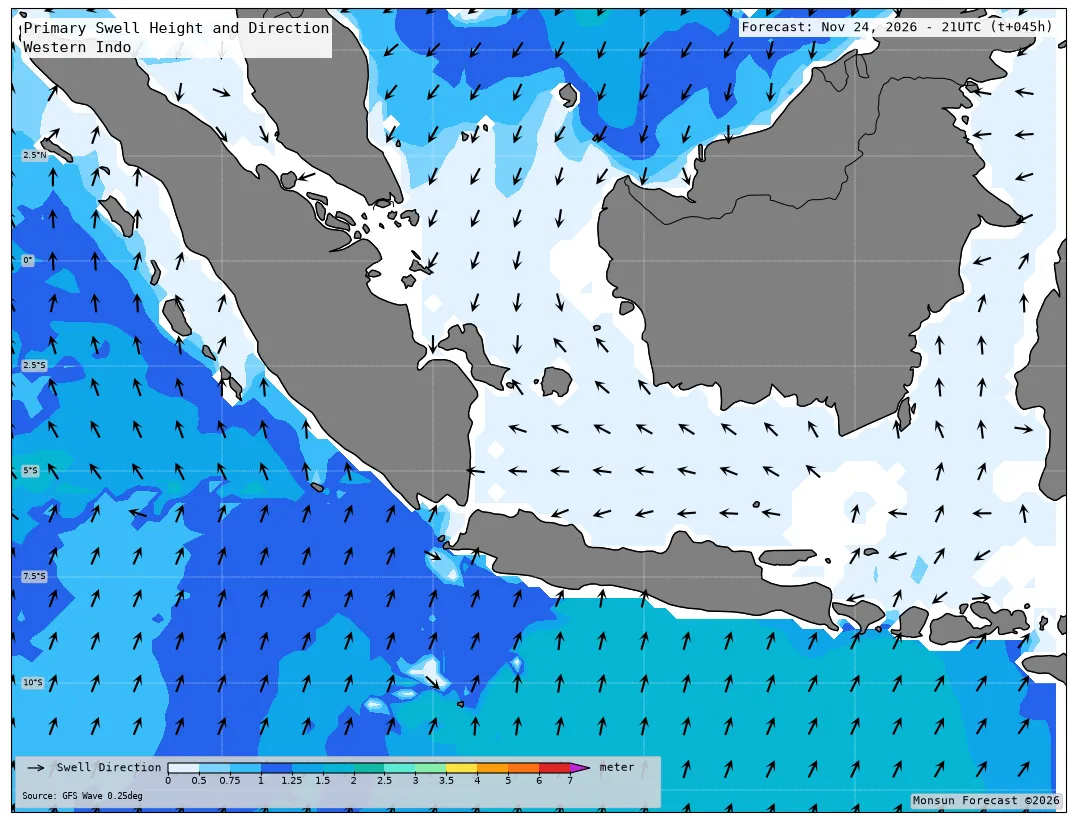 Primary Swell Height and Direction
Western Indo
Forecast: Nov 24, 2026 - 21UTC (t+045h)
2.5°N
0°
2.5°S
5°S
7.5°S
10°S
Swell Direction
0 0.5 0.75 1 1.25 1.5 2 2.5 3 3.5 4 5 6 7
meter
Source: GFS Wave 0.25deg
Monsun Forecast ©2026